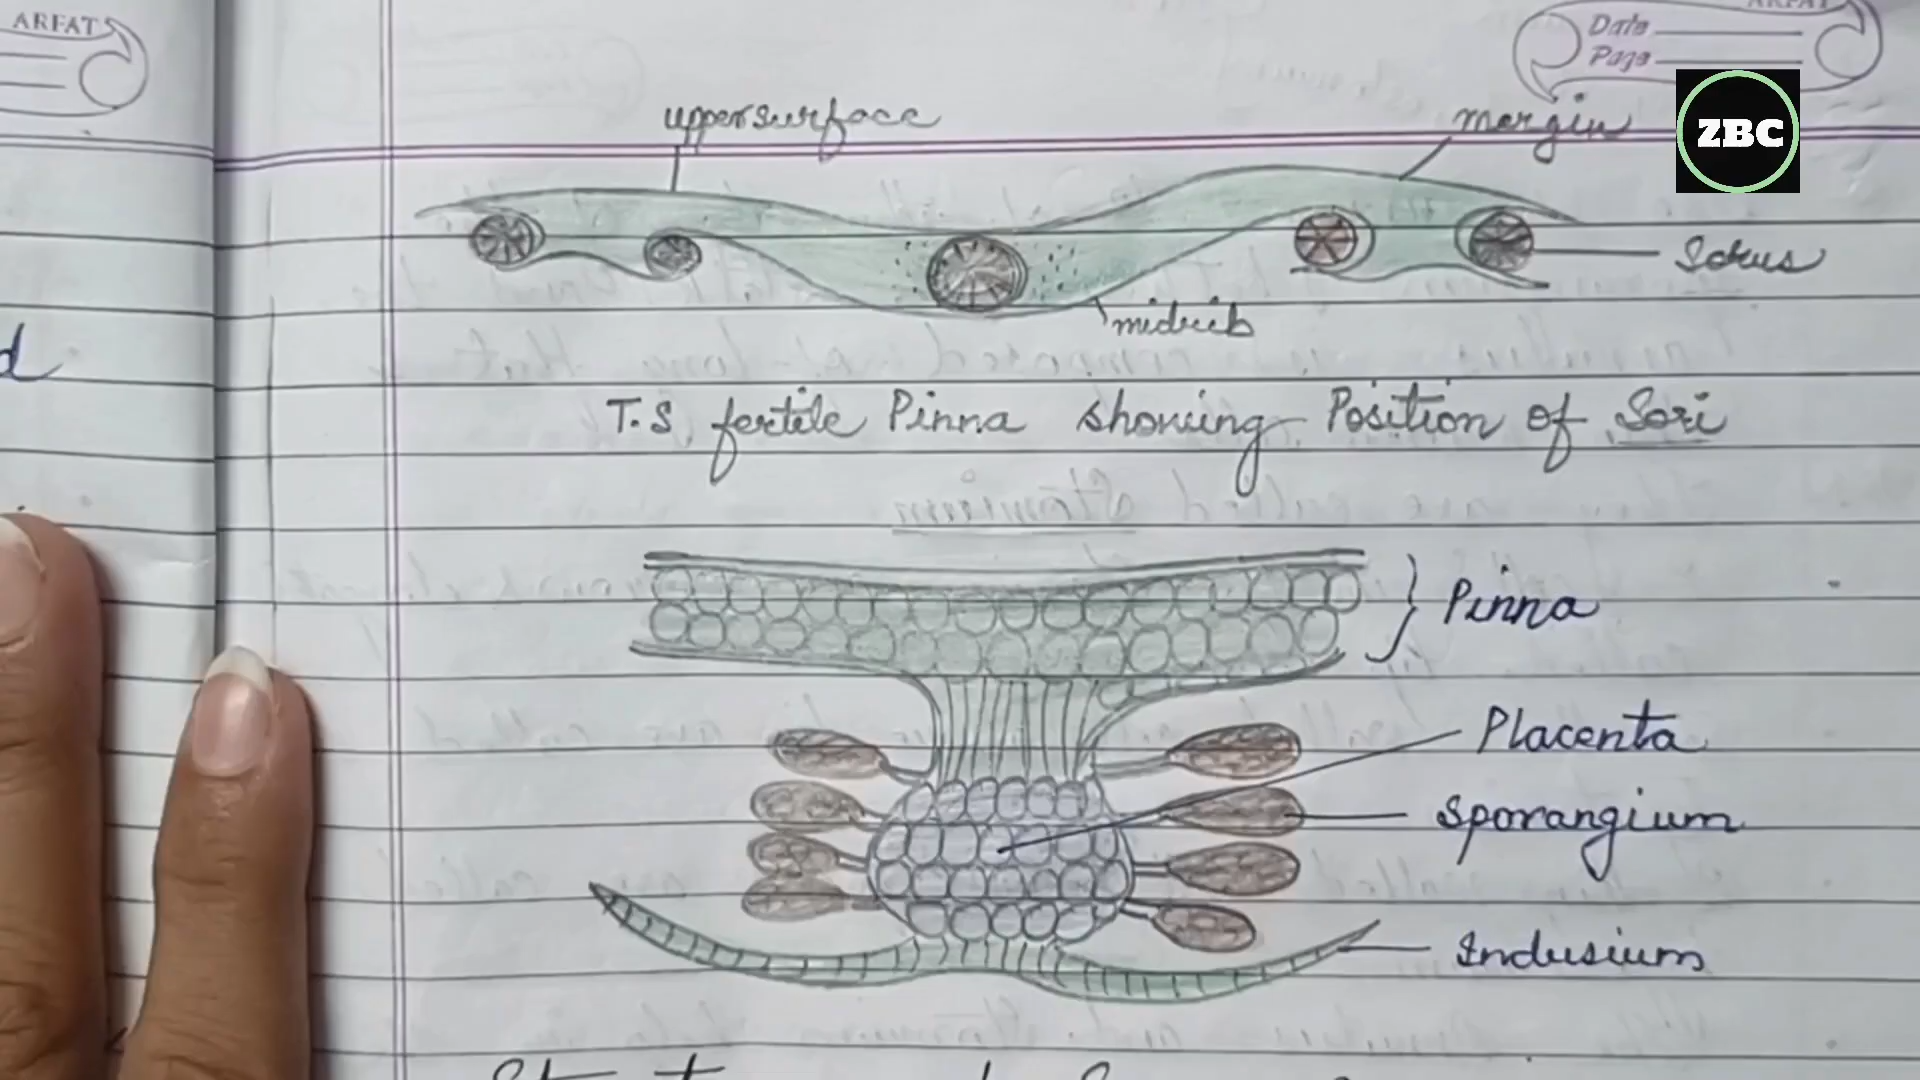 ARFAT
ARFAT
Date
Page
ZBC
upper surface
margin
Sorus
midrib
T.S fertile Pinna showing Position of Sori
Pinna
Placenta
Sporangium
Indusium
d